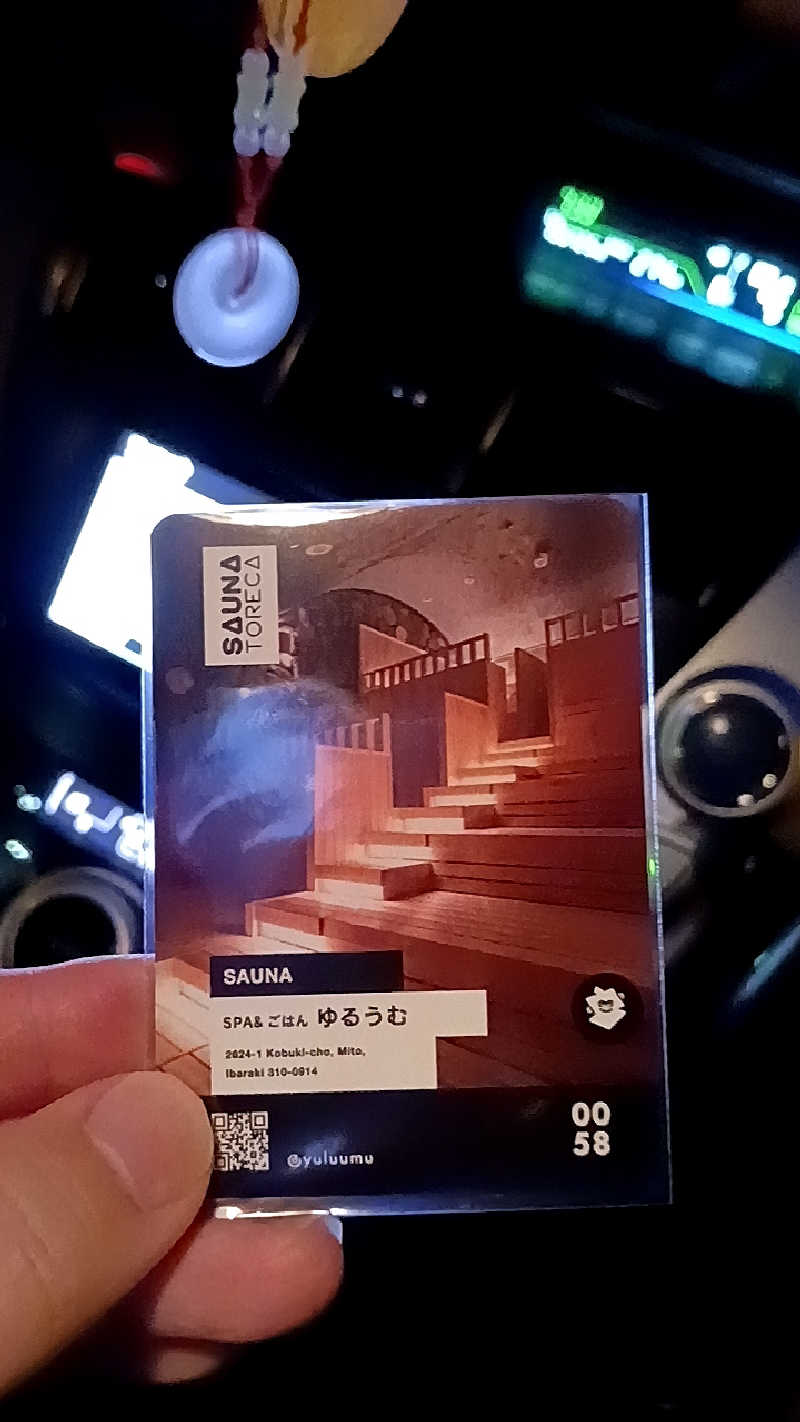 SAUNA
TORECA
SAUNA
SPA& ごはん ゆるうむ
2624-1 Kobuki-cho, Mito,
Ibaraki 310-0914
@yuluumu
00
58